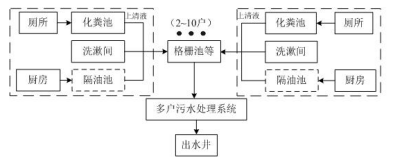 厕所
化粪池
上清液
洗漱间
厨房
隔油池
(2~10户)
格栅池等
上清液
化粪池
厕所
洗漱间
隔油池
厨房
多户污水处理系统
出水井